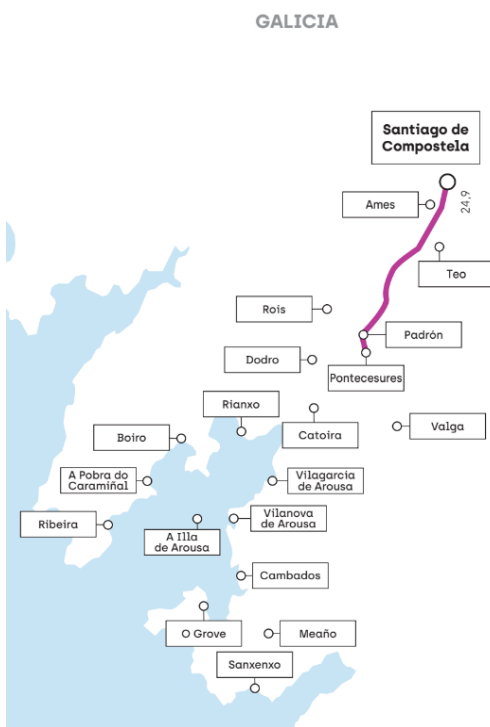 GALICIA
Santiago de
Compostela
24,9
Ames
Teo
Rois
Padrón
Dodro
Pontecesures
Rianxo
Catoira
Valga
Boiro
A Pobra do
Caramiñal
Vilagarcía
de Arousa
Ribeira
A Illa
de Arousa
Vilanova
de Arousa
Cambados
O Grove
Meaño
Sanxenxo